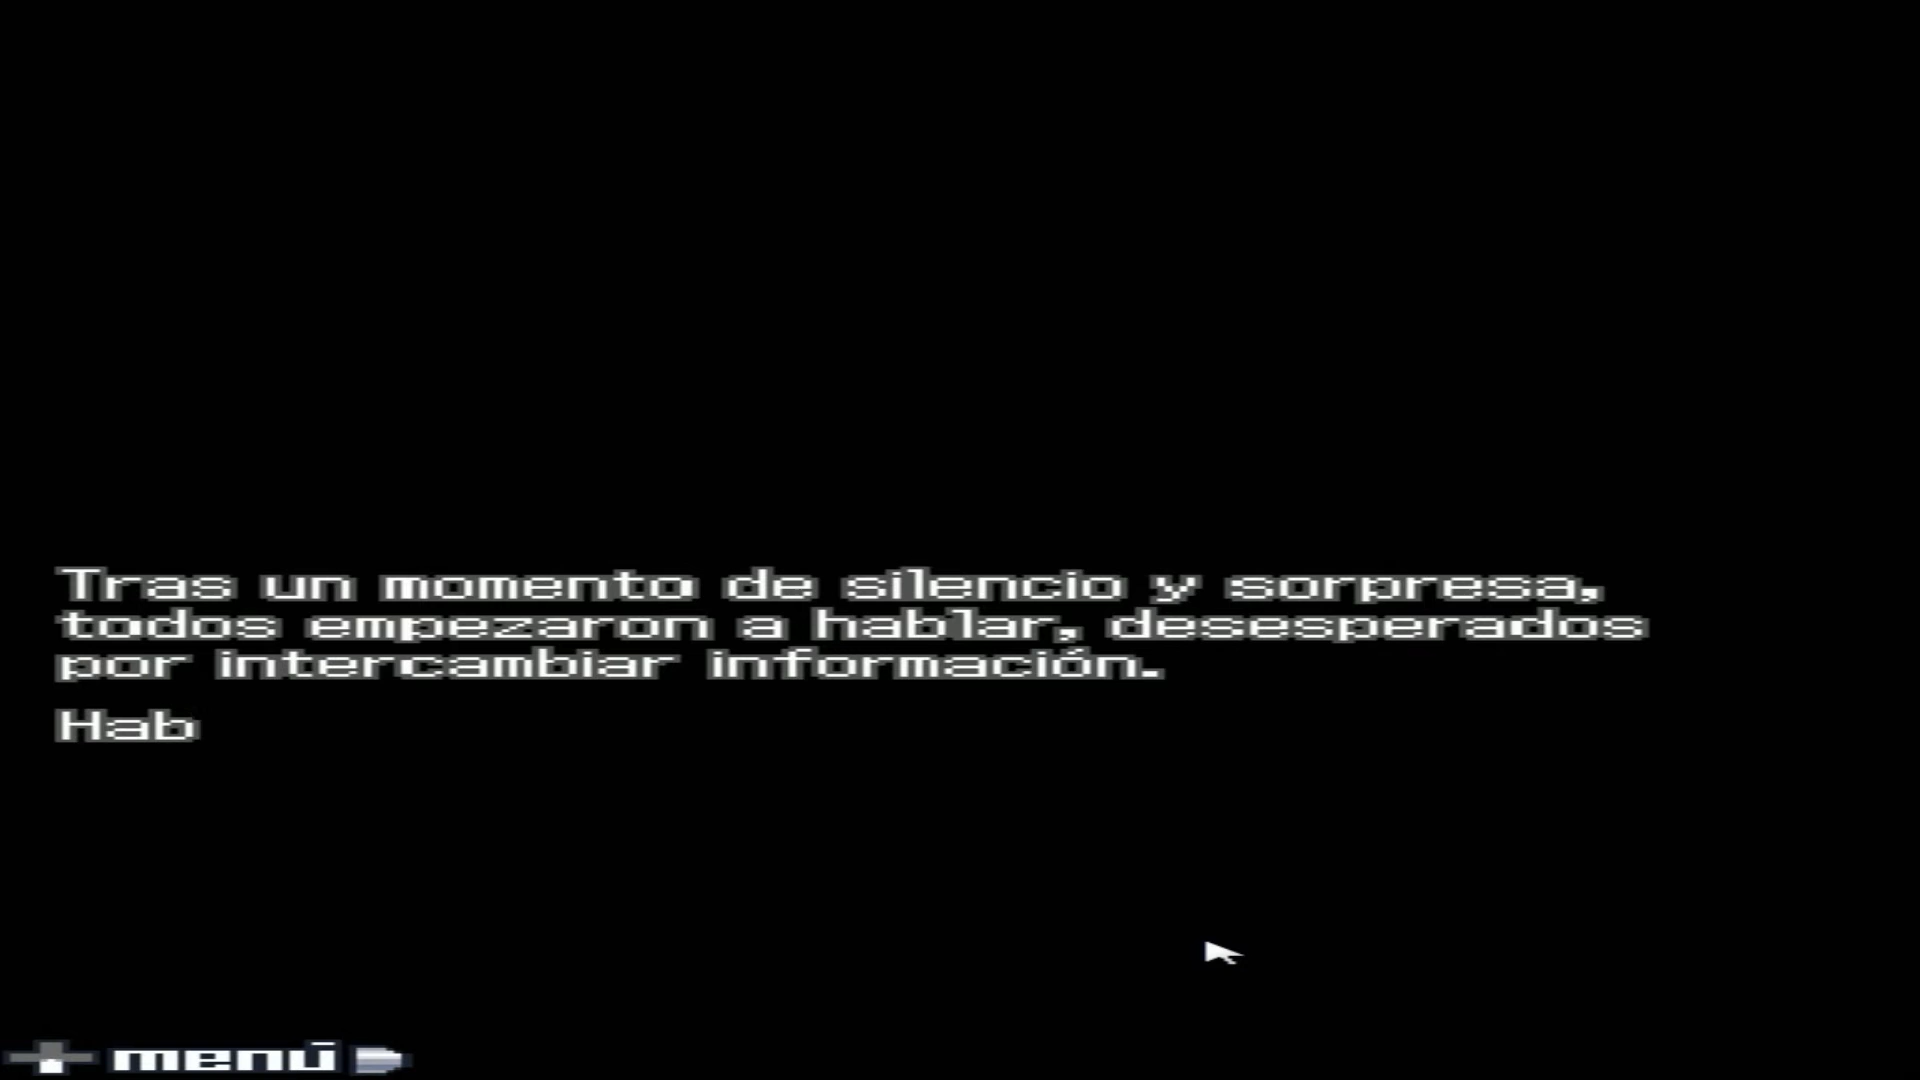 Tras un momento de silencio y sorpresa,
todos empezaron a hablar, desesperados
por intercambiar información.
Hab
menú